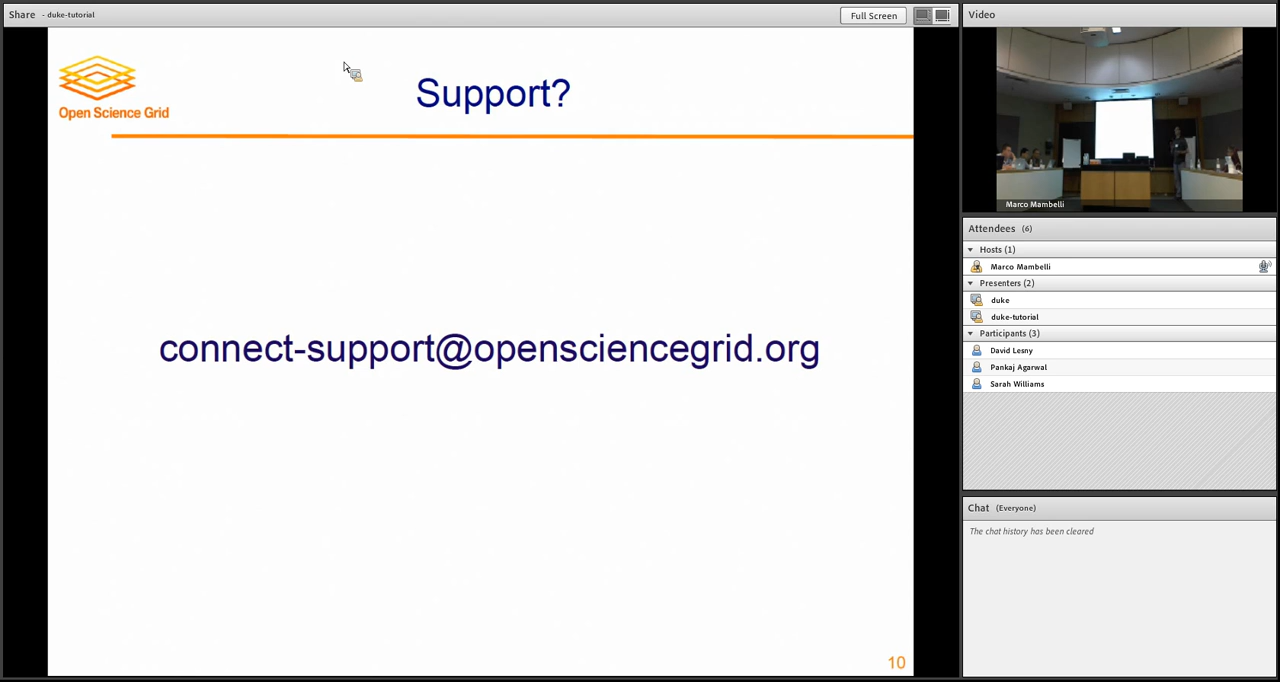 Share - duke-tutorial
Full Screen
Open Science Grid
Support?
connect-support@opensciencegrid.org
10
Video
Marco Mambelli
Attendees (6)
Hosts (1)
Marco Mambelli
Presenters (2)
duke
duke-tutorial
Participants (3)
David Lesny
Pankaj Agarwal
Sarah Williams
Chat (Everyone)
The chat history has been cleared